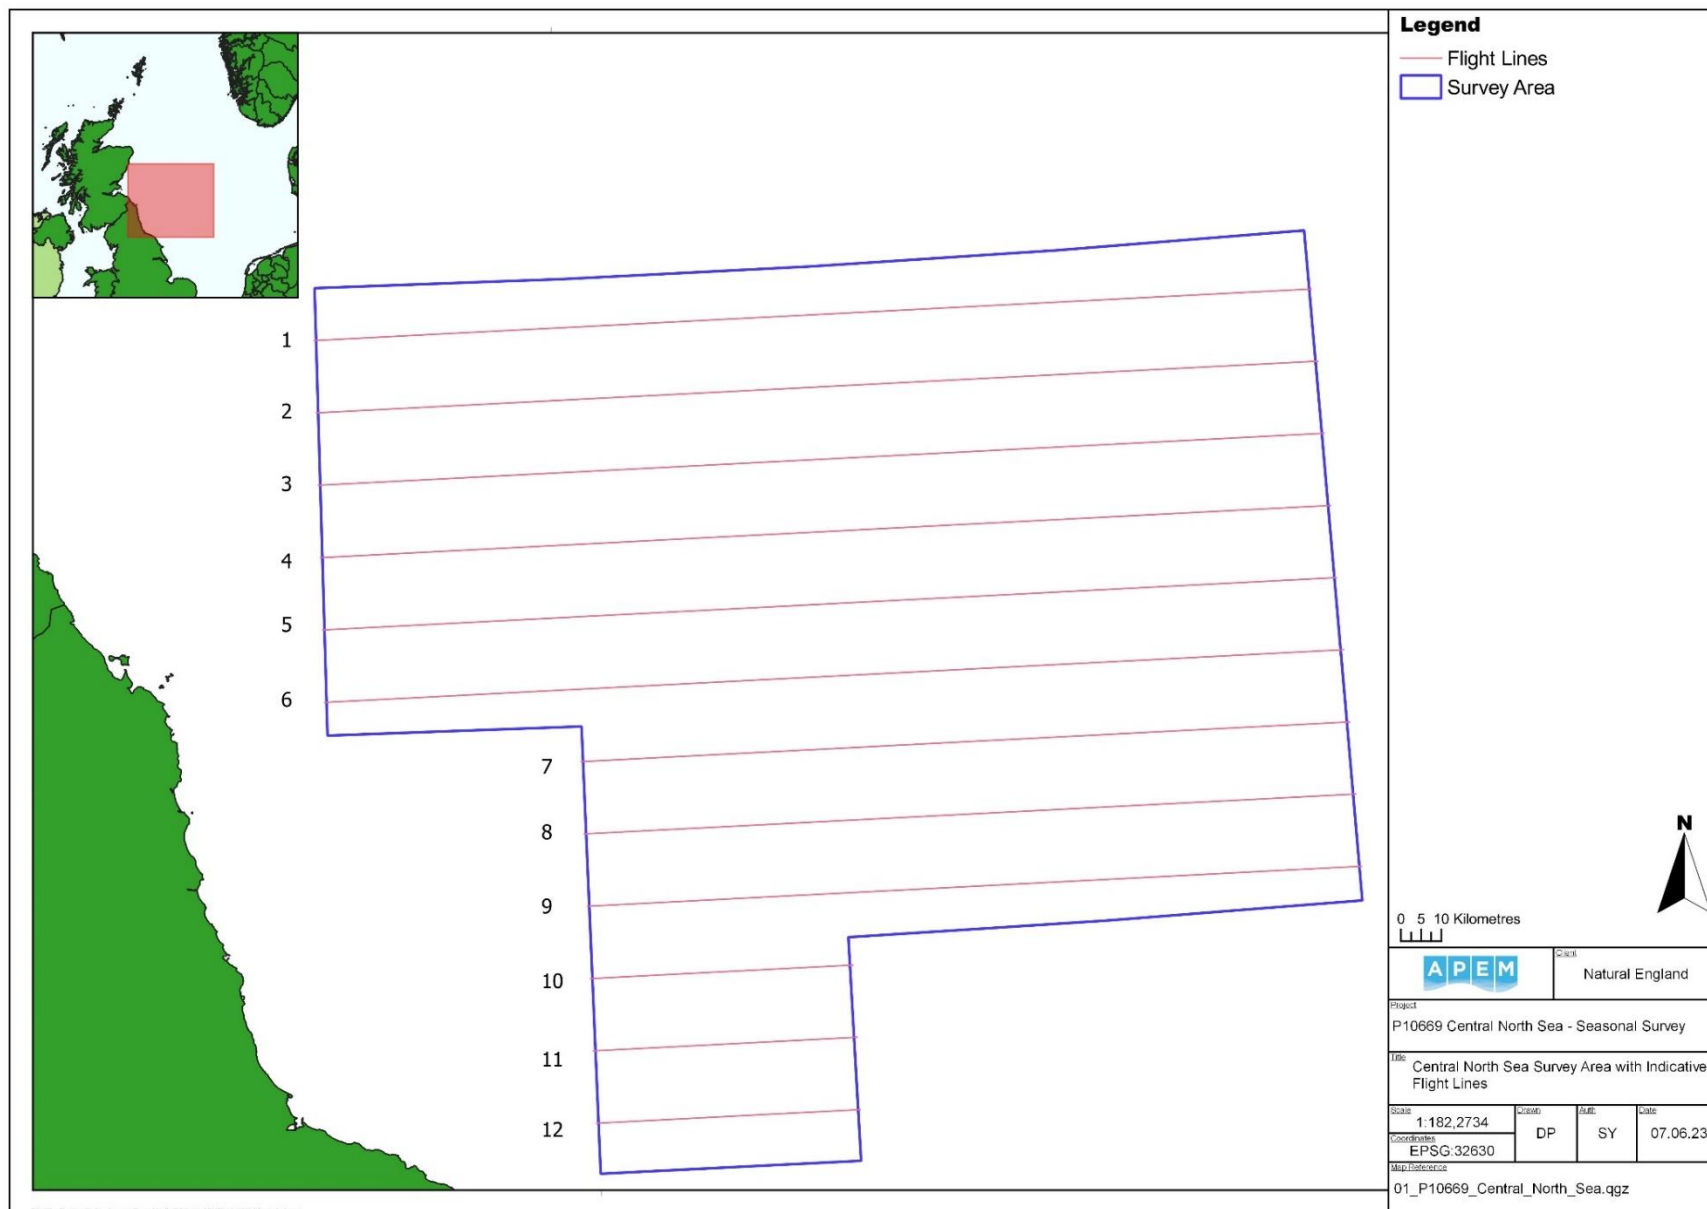 Legend
Flight Lines
Survey Area
1
2
3
4
5
6
7
8
9
10
11
12
N
0 5 10 Kilometres
APEM
Client
Natural England
Project
P10669 Central North Sea - Seasonal Survey
Title
Central North Sea Survey Area with Indicative
Flight Lines
Scale
1:182,2734
Drawn
DP
Auth
SY
Date
07.06.23
Coordinates
EPSG:32630
Map Reference
01_P10669_Central_North_Sea.qgz